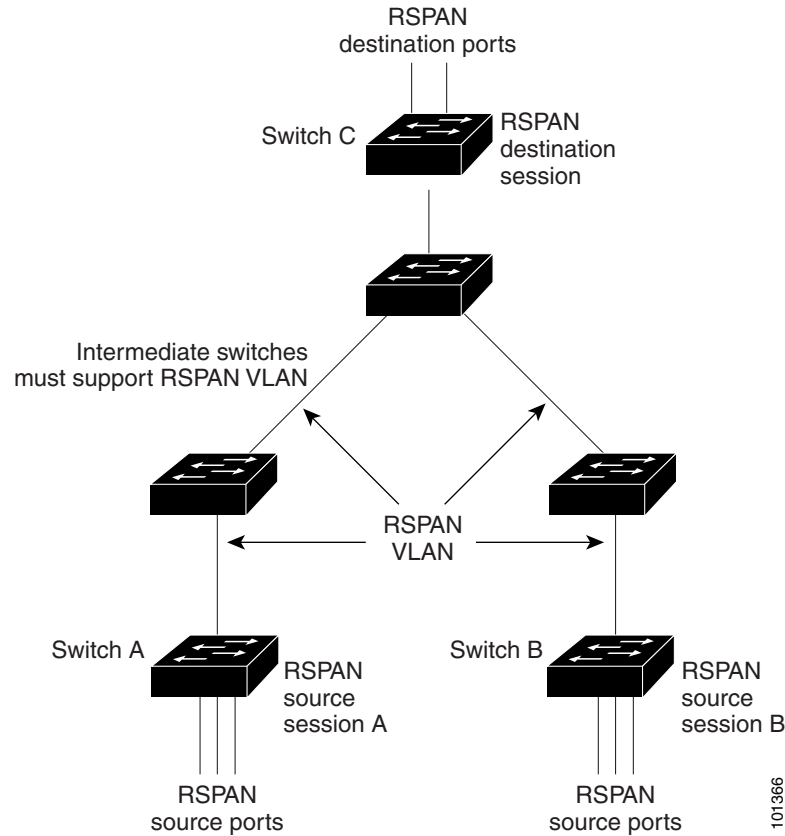 RSPAN
destination ports
Switch C
RSPAN
destination
session
Intermediate switches
must support RSPAN VLAN
RSPAN
VLAN
Switch A
RSPAN
source
session A
Switch B
RSPAN
source
session B
RSPAN
source ports
RSPAN
source ports
101366